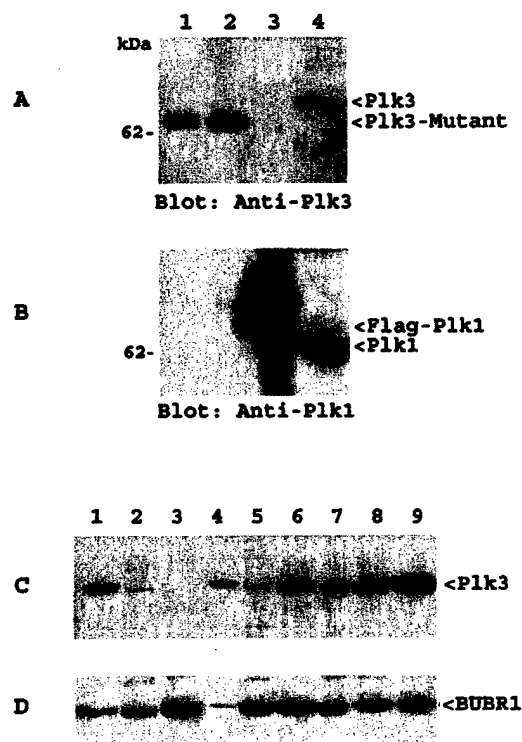 1 2 3 4
kDa
A
<Plk3
<Plk3-Mutant
62-
Blot: Anti-Plk3
B
<Flag-Plk1
<Plk1
62-
Blot: Anti-Plk1
1 2 3 4 5 6 7 8 9
C
<Plk3
D
<BUBR1